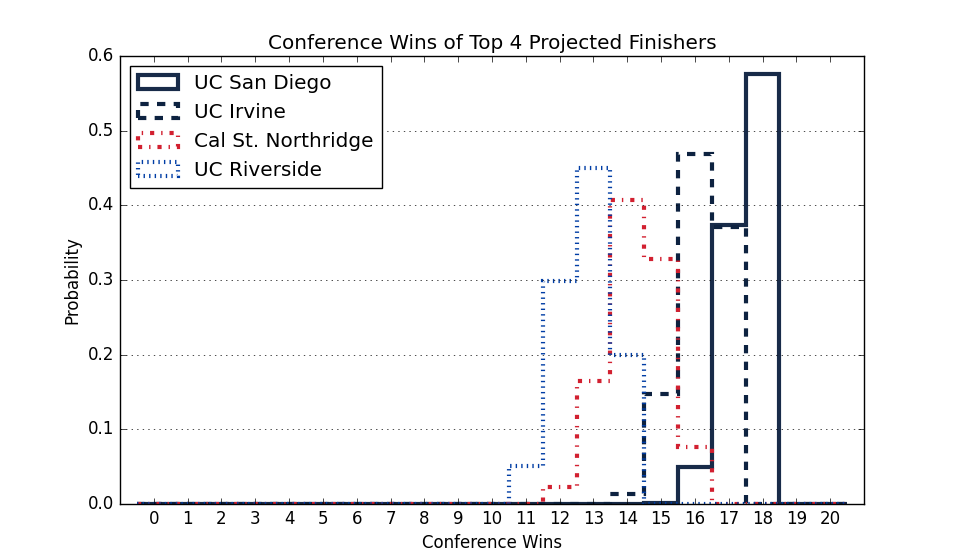 Conference Wins of Top 4 Projected Finishers
0.6
0.5
0.4
0.3
0.2
0.1
0.0
Probability
UC San Diego
UC Irvine
Cal St. Northridge
UC Riverside
0 1 2 3 4 5 6 7 8 9 10 11 12 13 14 15 16 17 18 19 20
Conference Wins